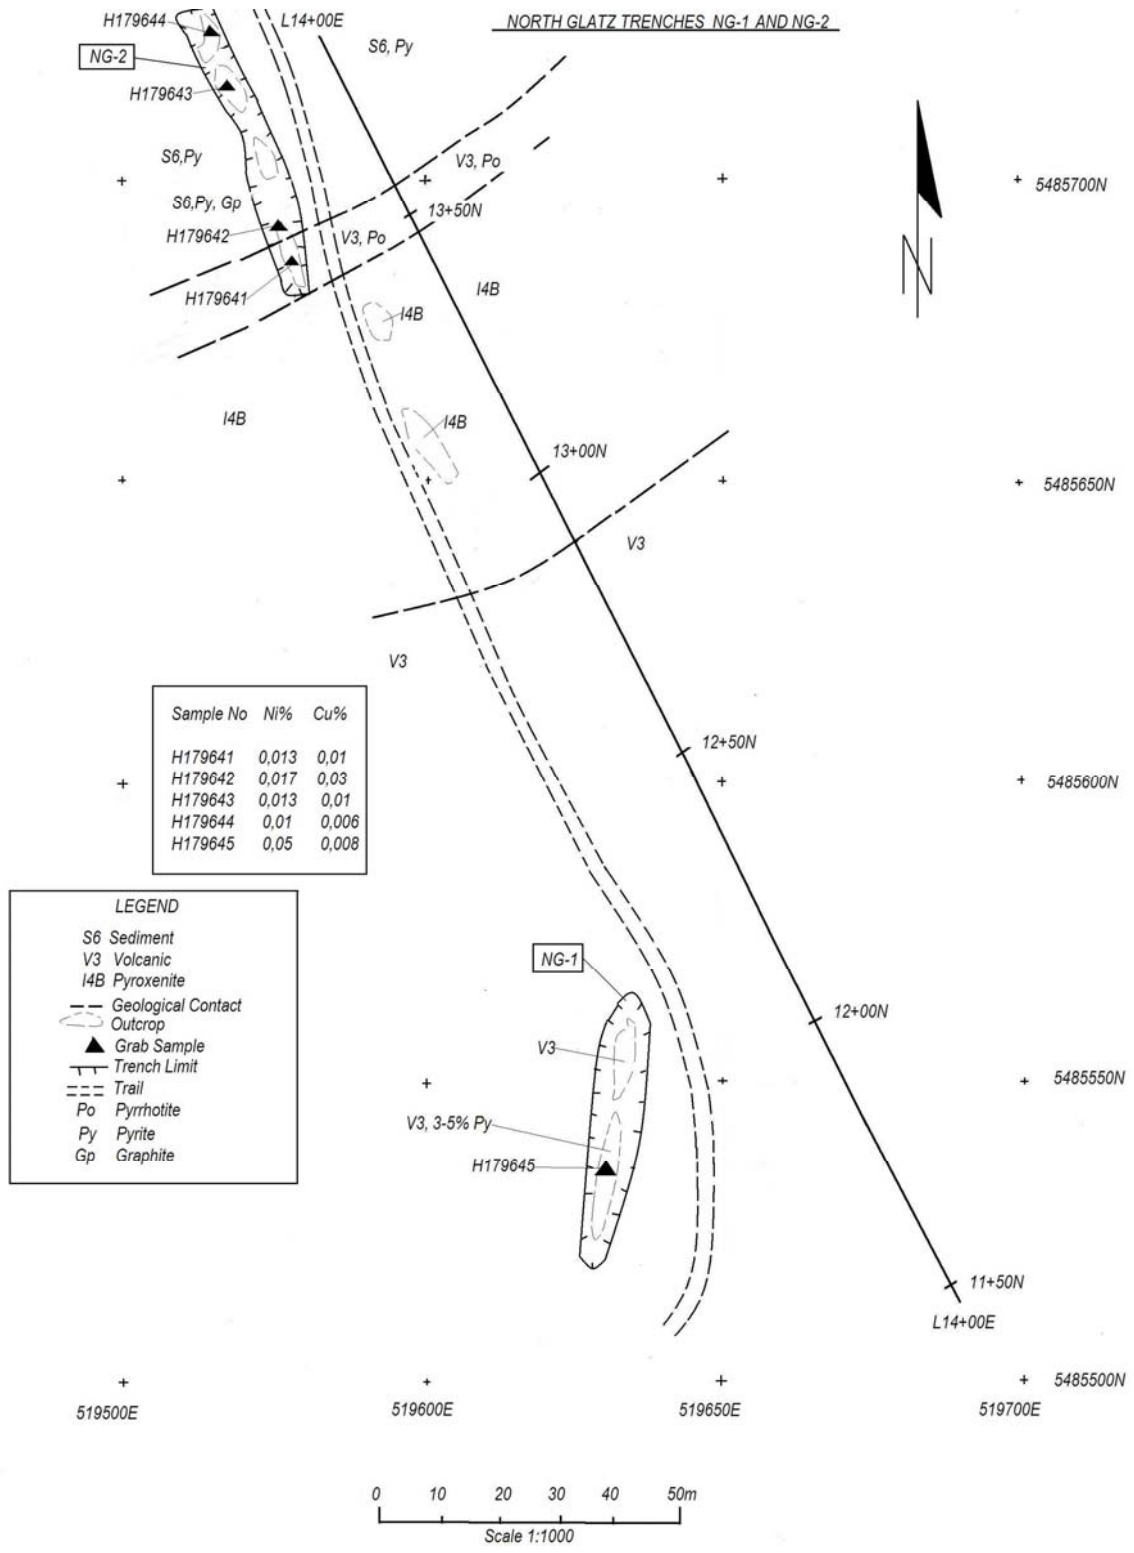 NORTH GLATZ TRENCHES NG-1 AND NG-2
H179644
L14+00E
S6, Py
NG-2
H179643
S6,Py
V3, Po
5485700N
S6,Py, Gp
13+50N
H179642
V3, Po
N
H179641
I4B
I4B
I4B
I4B
13+00N
5485650N
V3
V3
12+50N
5485600N
Sample No Ni% Cu%
H179641 0,013 0,01
H179642 0,017 0,03
H179643 0,013 0,01
H179644 0,01 0,006
H179645 0,05 0,008
LEGEND
S6 Sediment
V3 Volcanic
I4B Pyroxenite
Geological Contact
Outcrop
Grab Sample
Trench Limit
Trail
Po Pyrrhotite
Py Pyrite
Gp Graphite
NG-1
12+00N
V3
5485550N
V3, 3-5% Py
H179645
11+50N
L14+00E
5485500N
519500E 519600E 519650E 519700E
0 10 20 30 40 50m
Scale 1:1000